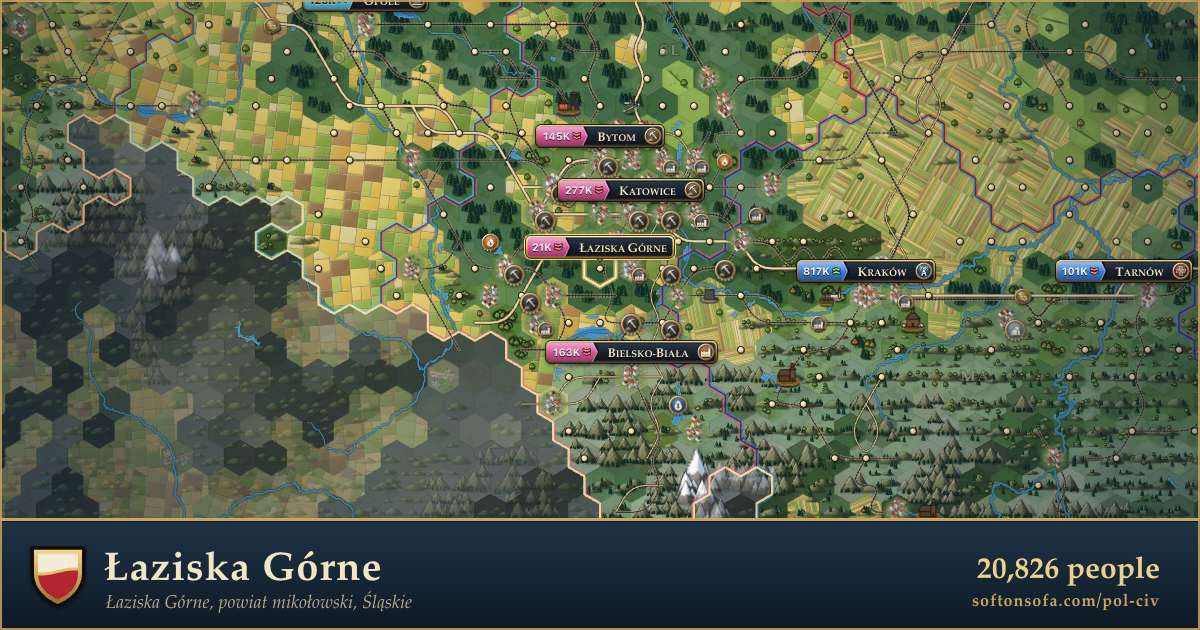 OPOLE
145K BYTOM
277K KATOWICE
21K ŁAZISKA GÓRNE
817K KRAKÓW
101K TARNÓW
163K BIELSKO-BIAŁA
Łaziska Górne
Łaziska Górne, powiat mikołowski, Śląskie
20,826 people
softonsofa.com/pol-civ